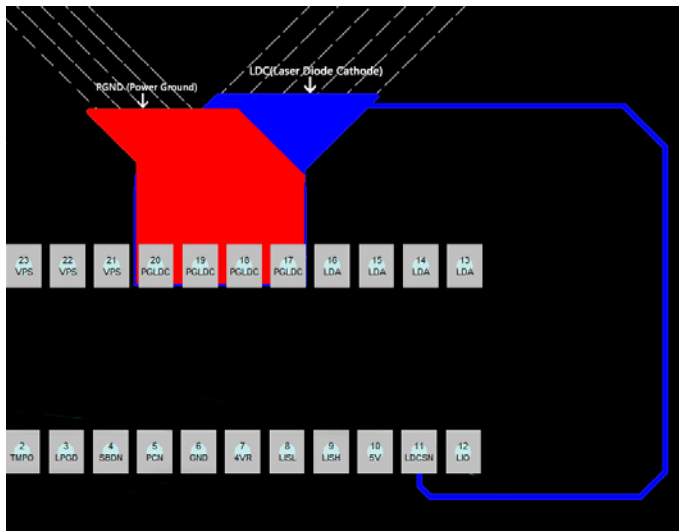 LDC(Laser Diode Cathode)
PGND (Power Ground)
23 22 21 20 19 18 17 16 15 14 13
VPS VPS VPS PGLDC PGLDC PGLDC PGLDC LDA LDA LDA LDA
2 3 4 5 6 7 8 9 10 11 12
TMPO LPGD SBDN PCN GND 4VR LISL LISH 5V LDCSN LIO